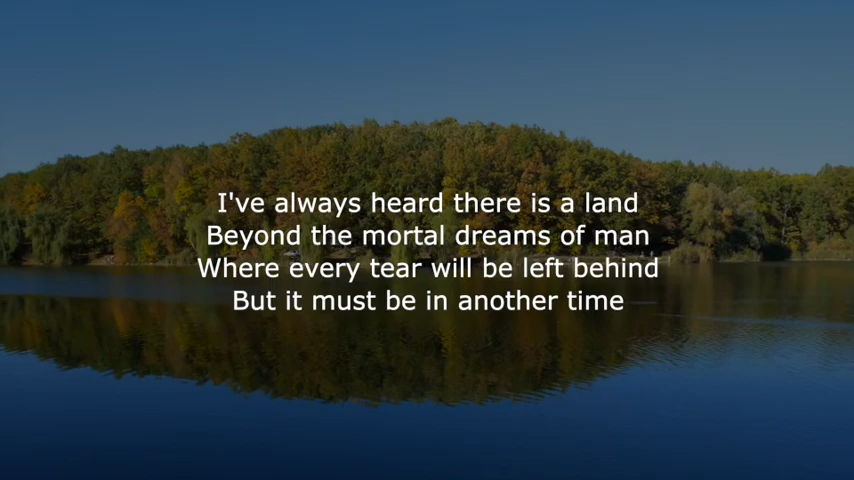 I've always heard there is a land
Beyond the mortal dreams of man
Where every tear will be left behind
But it must be in another time